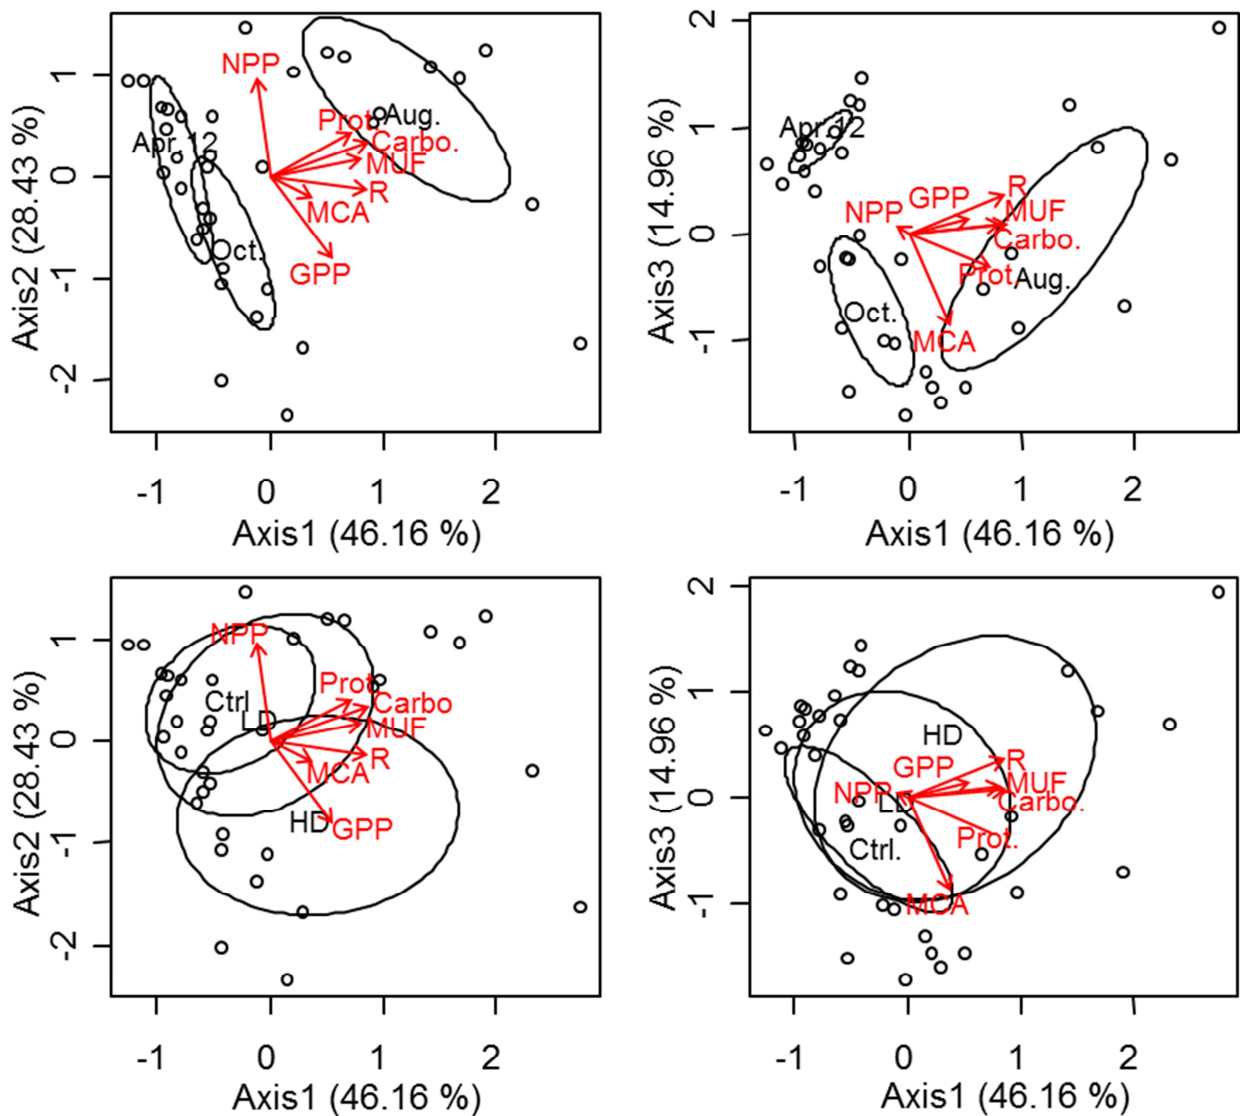 Axis2 (28.43 %)
1
0
-1
-2
NPP
Aug.
Prot.
Apr. 12
Carbo.
MUF
R
MCA
Oct.
GPP
-1 0 1 2
Axis1 (46.16 %)
Axis3 (14.96 %)
2
1
0
-1
Apr. 12
R
GPP
NPP
MUF
Carbo.
Prot.
Aug.
Oct.
MCA
-1 0 1 2
Axis1 (46.16 %)
Axis2 (28.43 %)
1
0
-1
-2
NPP
Prot.
Ctrl
Carbo
LD
MUF
R
MCA
HD
GPP
-1 0 1 2
Axis1 (46.16 %)
Axis3 (14.96 %)
2
1
0
-1
HD
R
GPP
MUF
NPP
LD
Carbo.
Prot.
Ctrl.
MCA
-1 0 1 2
Axis1 (46.16 %)